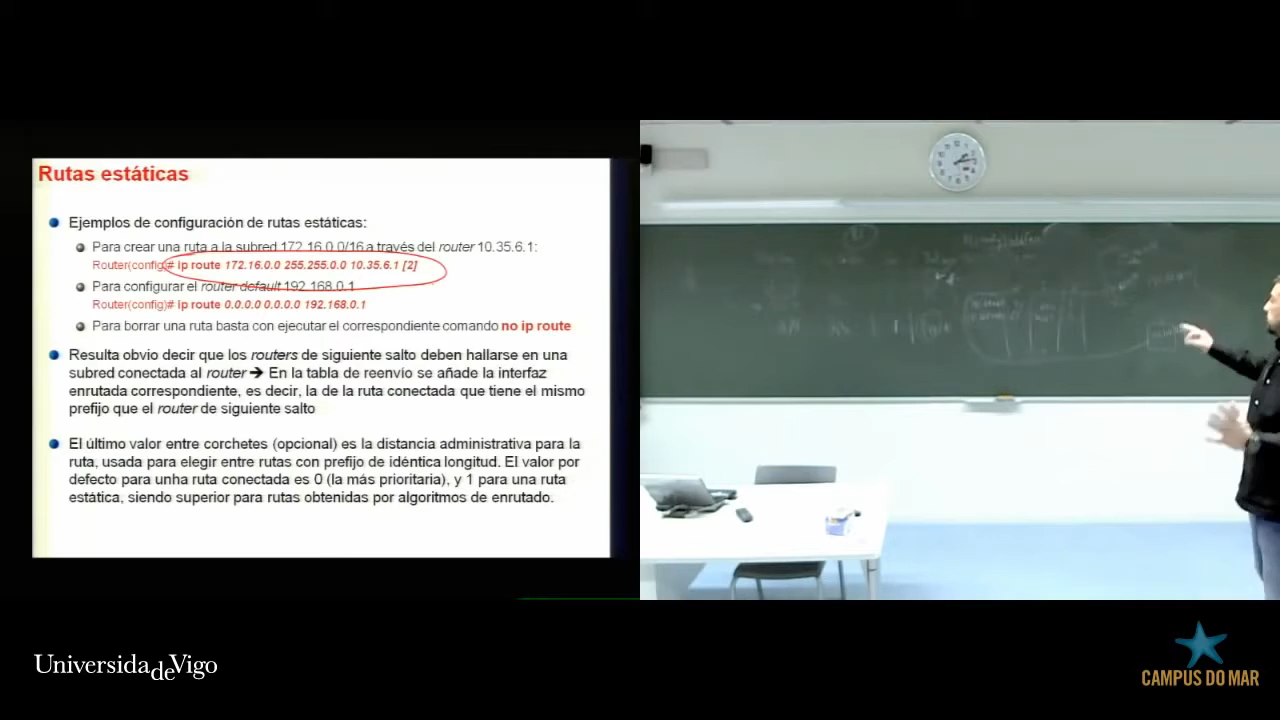 Rutas estáticas
Ejemplos de configuración de rutas estáticas:
Para crear una ruta a la subred 172.16.0.0/16 a través del router 10.35.6.1:
Router(config)# ip route 172.16.0.0 255.255.0.0 10.35.6.1 [2]
Para configurar el router default 192.168.0.1
Router(config)# ip route 0.0.0.0 0.0.0.0 192.168.0.1
Para borrar una ruta basta con ejecutar el correspondiente comando no ip route
Resulta obvio decir que los routers de siguiente salto deben hallarse en una
subred conectada al router ➔ En la tabla de reenvío se añade la interfaz
enrutada correspondiente, es decir, la de la ruta conectada que tiene el mismo
prefijo que el router de siguiente salto
El último valor entre corchetes (opcional) es la distancia administrativa para la
ruta, usada para elegir entre rutas con prefijo de idéntica longitud. El valor por
defecto para unha ruta conectada es 0 (la más prioritaria), y 1 para una ruta
estática, siendo superior para rutas obtenidas por algoritmos de enrutado.
Universidade de Vigo
CAMPUS DO MAR